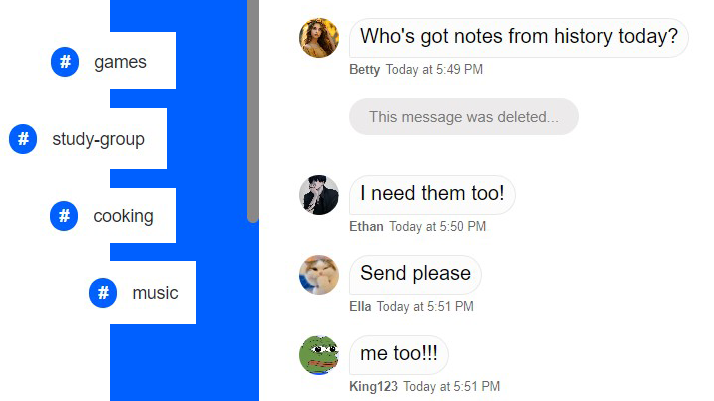 # games
# study-group
# cooking
# music
Who's got notes from history today?
Betty Today at 5:49 PM
This message was deleted...
I need them too!
Ethan Today at 5:50 PM
Send please
Ella Today at 5:51 PM
me too!!!
King123 Today at 5:51 PM